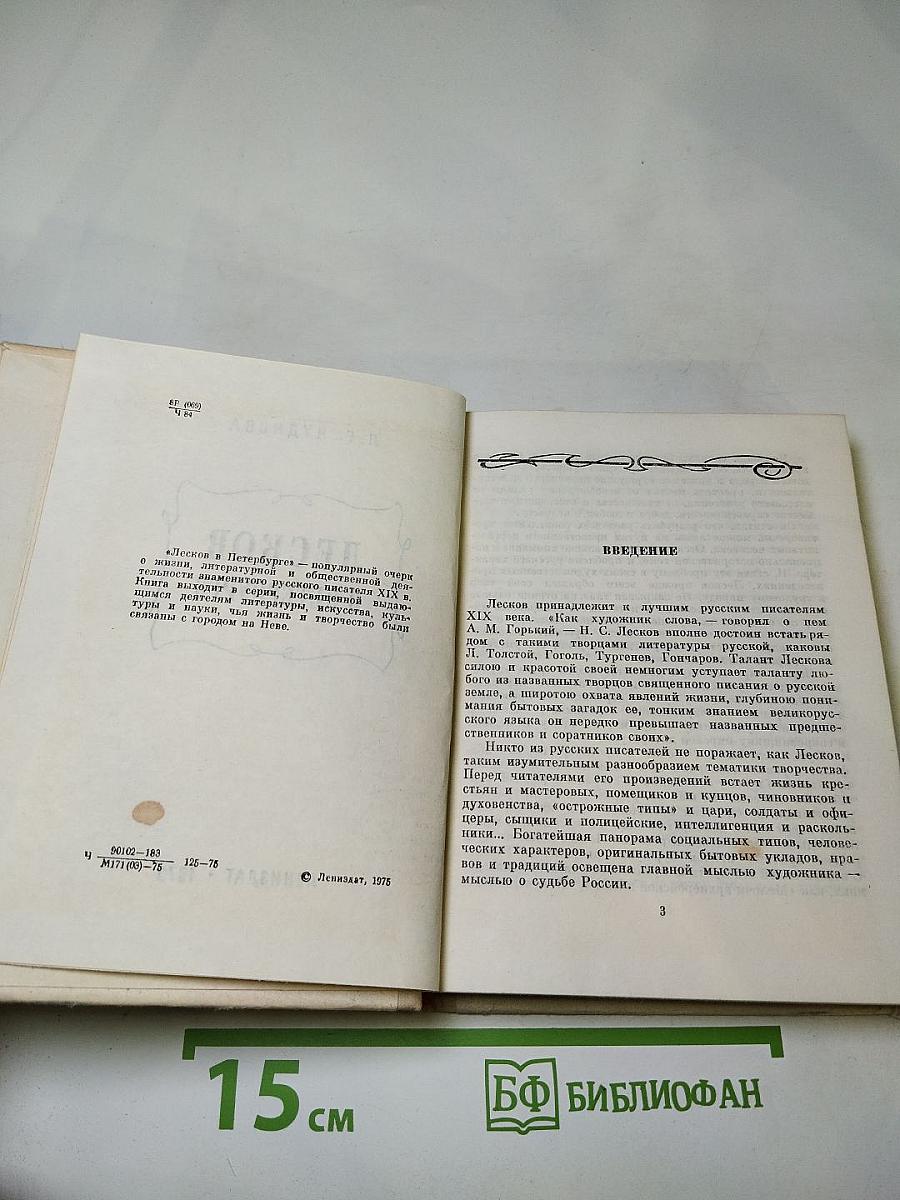 8Р (069)
Ч 84
«Лесков в Петербурге» — популярный очерк
о жизни, литературной и общественной дея-
тельности знаменитого русского писателя XIX в.
Книга выходит в серии, посвященной выдаю-
щимся деятелям литературы, искусства, куль-
туры и науки, чья жизнь и творчество были
связаны с городом на Неве.
Ч 90102—183
М171(03)—75 125—75
© Лениздат, 1975
ВВЕДЕНИЕ
Лесков принадлежит к лучшим русским писателям
XIX века. «Как художник слова, — говорил о нем
А. М. Горький, — Н. С. Лесков вполне достоин встать ря-
дом с такими творцами литературы русской, каковы
Л. Толстой, Гоголь, Тургенев, Гончаров. Талант Лескова
силою и красотой своей немногим уступает таланту лю-
бого из названных творцов священного писания о русской
земле, а широтою охвата явлений жизни, глубиною пони-
мания бытовых загадок ее, тонким знанием великорус-
ского языка он нередко превышает названных предше-
ственников и соратников своих».
Никто из русских писателей не поражает, как Лесков,
таким изумительным разнообразием тематики творчества.
Перед читателями его произведений встает жизнь кре-
стьян и мастеровых, помещиков и купцов, чиновников и
духовенства, «острожные типы» и цари, солдаты и офи-
церы, сыщики и полицейские, интеллигенция и расколь-
ники... Богатейшая панорама социальных типов, челове-
ческих характеров, оригинальных бытовых укладов, нра-
вов и традиций освещена главной мыслью художника —
мыслью о судьбе России.
3
15 см
БФ БИБЛИОФАН